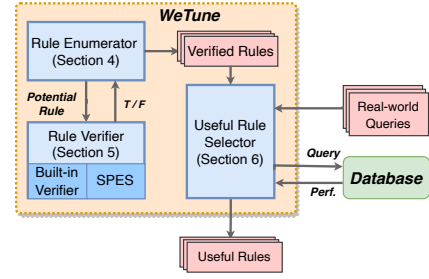 WeTune
Rule Enumerator
(Section 4)
Verified Rules
Potential
Rule
T / F
Rule Verifier
(Section 5)
Built-in
Verifier
SPES
Useful Rule
Selector
(Section 6)
Real-world
Queries
Query
Perf.
Database
Useful Rules